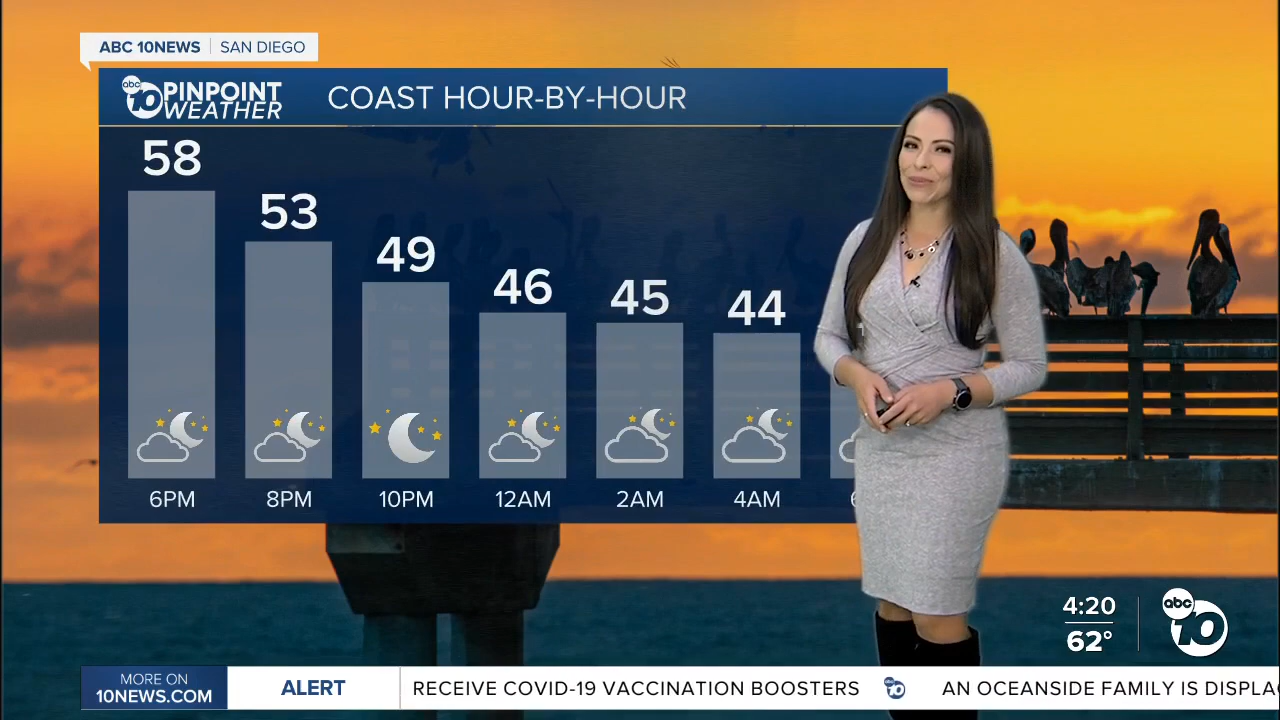 ABC 10NEWS | SAN DIEGO
abc 10 PINPOINT WEATHER
COAST HOUR-BY-HOUR
58
53
49
46
45
44
6PM
8PM
10PM
12AM
2AM
4AM
4:20
62°
abc 10
MORE ON
10NEWS.COM
ALERT
RECEIVE COVID-19 VACCINATION BOOSTERS abc 10 AN OCEANSIDE FAMILY IS